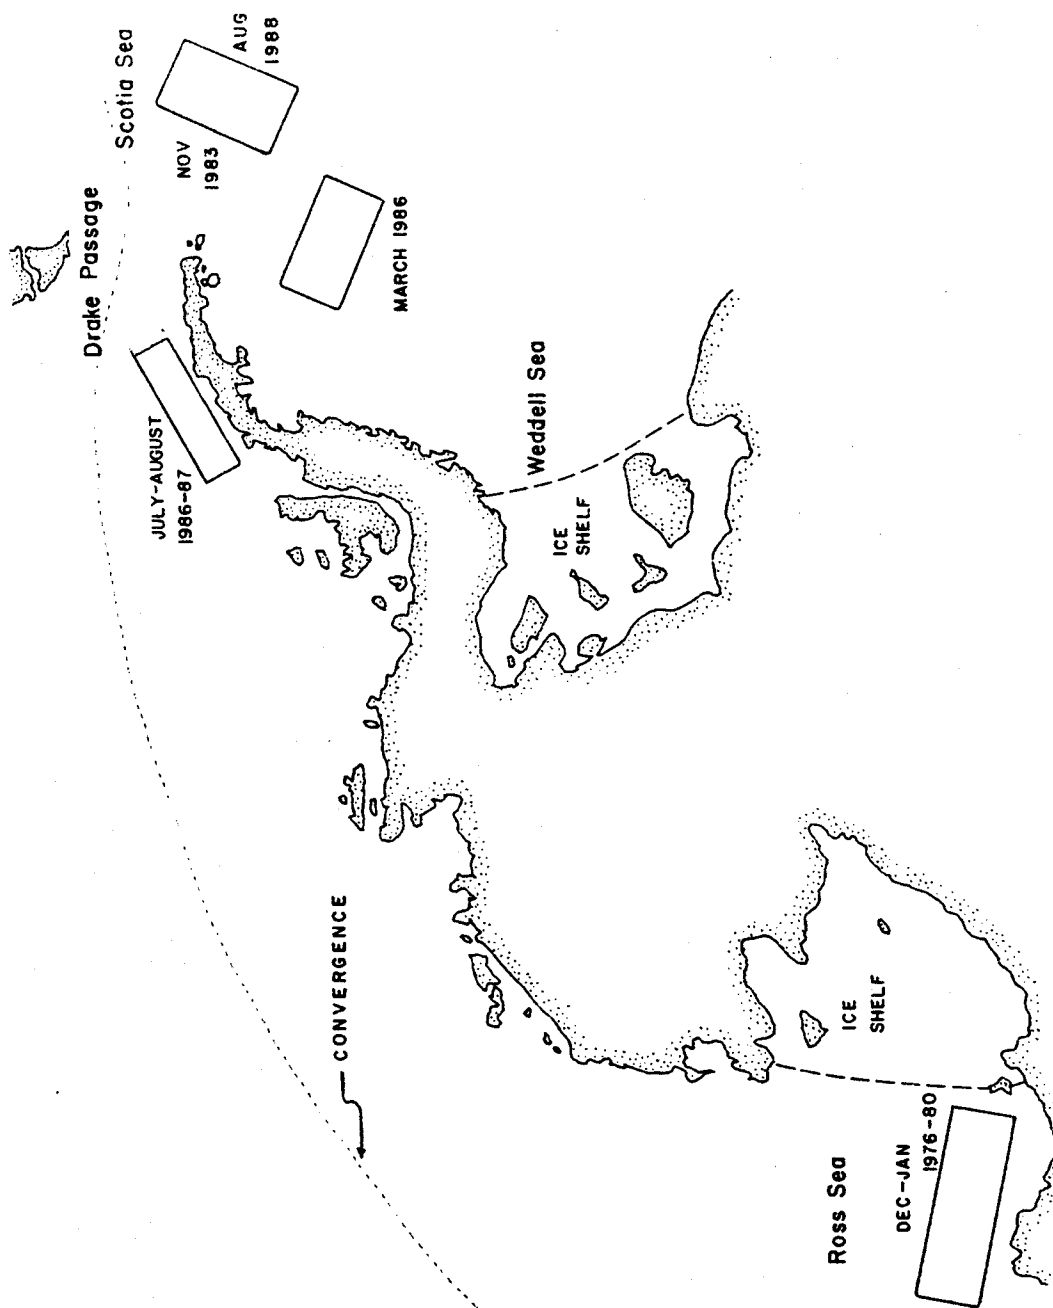 Drake Passage
Scotia Sea
AUG
1988
NOV
1983
MARCH 1986
JULY-AUGUST
1986-87
Weddell Sea
ICE
SHELF
CONVERGENCE
ICE
SHELF
Ross Sea
DEC-JAN
1976-80